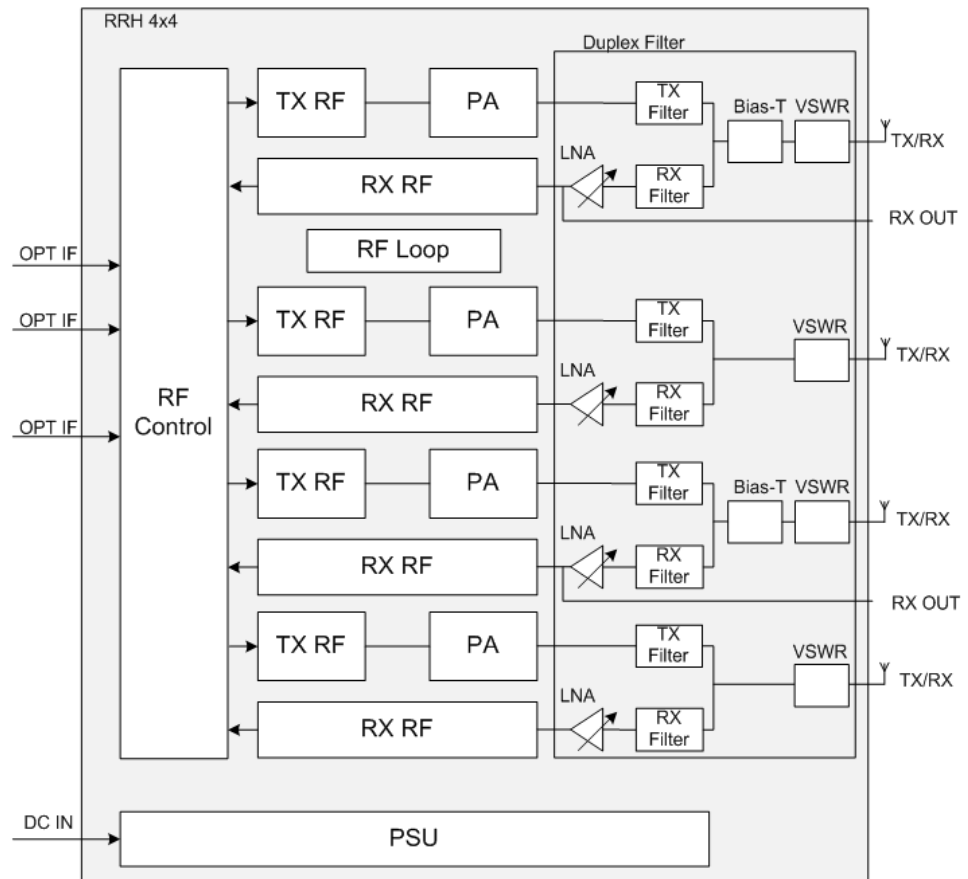 RRH 4x4
Duplex Filter
TX RF
PA
TX
Filter
Bias-T
VSWR
TX/RX
LNA
RX RF
RX
Filter
RX OUT
RF Loop
OPT IF
TX RF
PA
TX
Filter
VSWR
TX/RX
OPT IF
LNA
RX RF
RX
Filter
RF
Control
OPT IF
TX RF
PA
TX
Filter
Bias-T
VSWR
TX/RX
LNA
RX RF
RX
Filter
RX OUT
TX RF
PA
TX
Filter
VSWR
TX/RX
LNA
RX RF
RX
Filter
DC IN
PSU